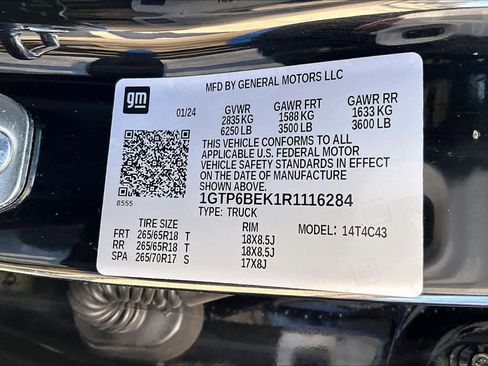 MFD BY GENERAL MOTORS LLC
gm
01/24 GVWR GAWR FRT GAWR RR
2835 KG 1588 KG 1633 KG
6250 LB 3500 LB 3600 LB
THIS VEHICLE CONFORMS TO ALL
APPLICABLE U.S. FEDERAL MOTOR
VEHICLE SAFETY STANDARDS IN EFFECT
ON THE DATE OF MANUFACTURE
SHOWN ABOVE.
1GTP6BEK1R1116284
8555
TYPE: TRUCK
TIRE SIZE RIM MODEL: 14T4C43
FRT 265/65R18 T 18X8.5J
RR 265/65R18 T 18X8.5J
SPA 265/70R17 S 17X8J